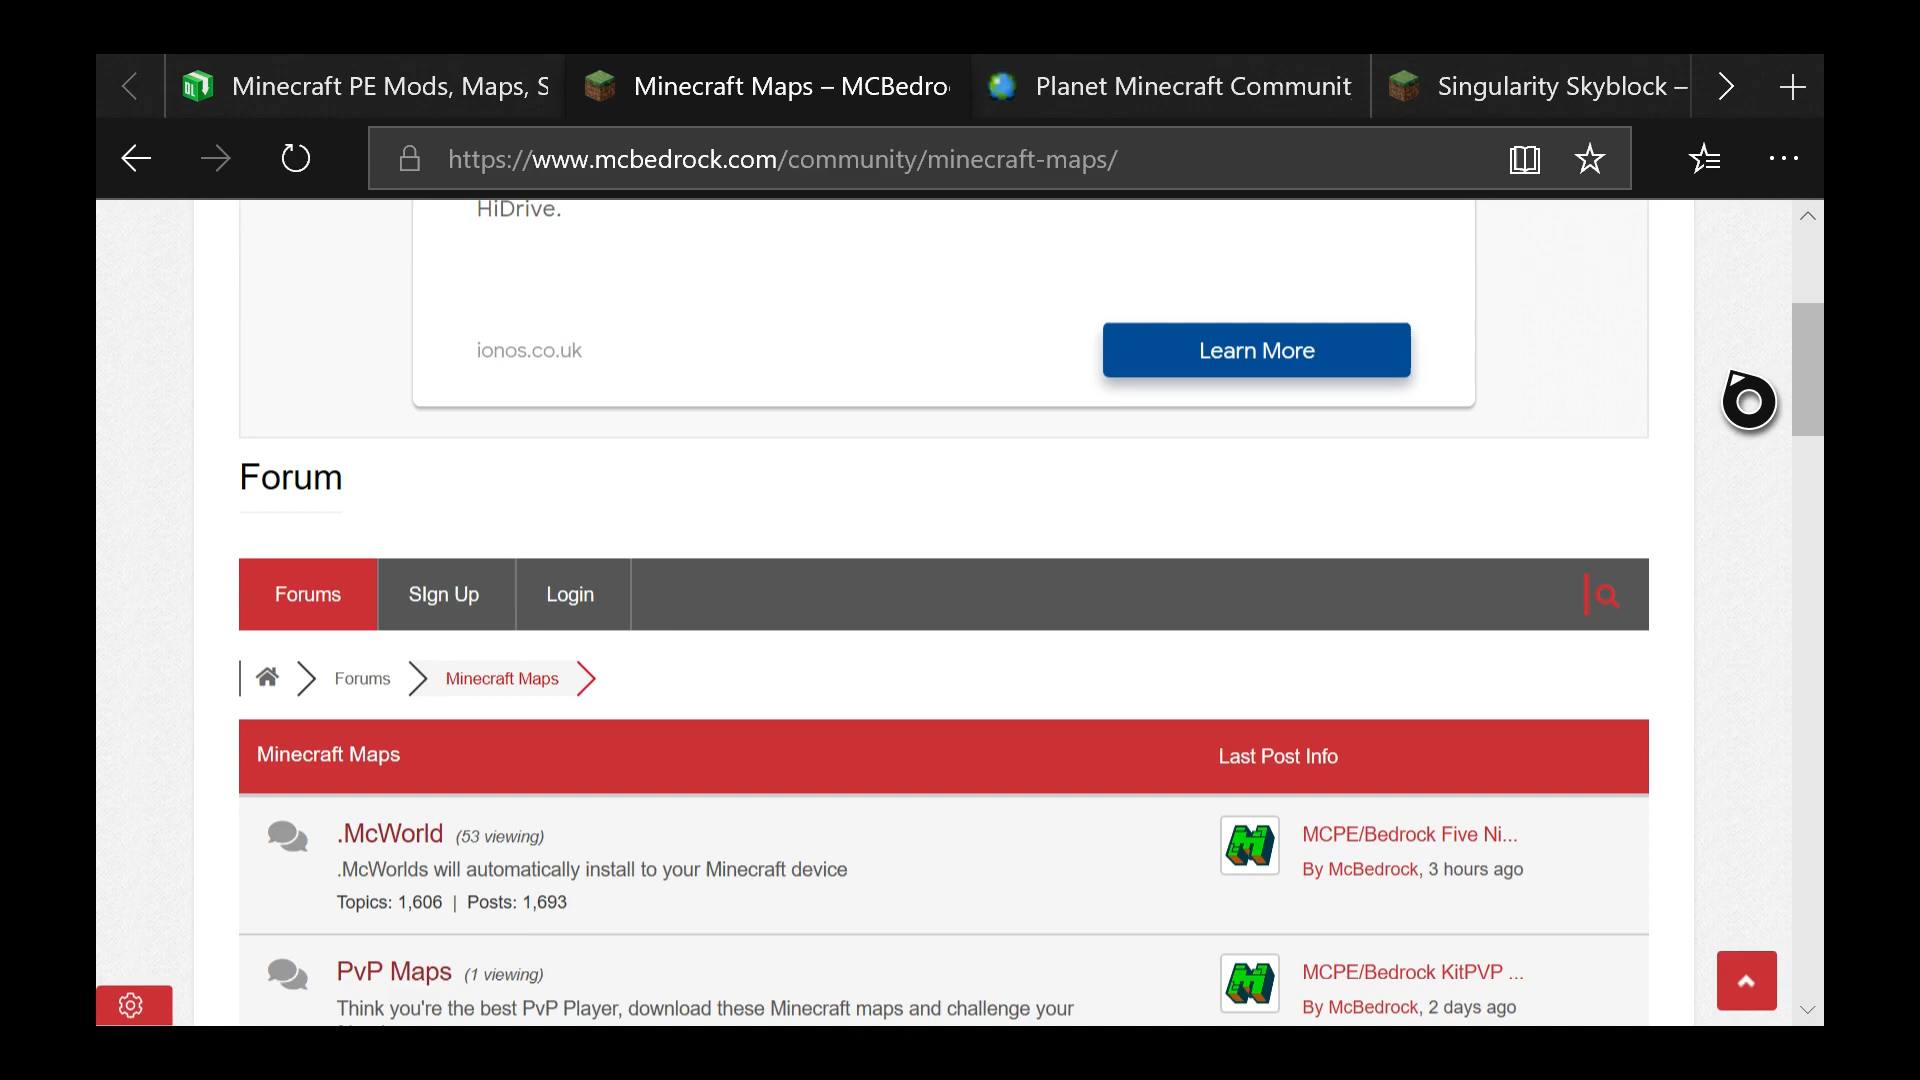 Minecraft PE Mods, Maps, S
Minecraft Maps – MCBedro
Planet Minecraft Communit
Singularity Skyblock –
https://www.mcbedrock.com/community/minecraft-maps/
HiDrive.
ionos.co.uk
Learn More
Forum
Forums
SIgn Up
Login
Forums
Minecraft Maps
Minecraft Maps
Last Post Info
.McWorld (53 viewing)
.McWorlds will automatically install to your Minecraft device
Topics: 1,606 | Posts: 1,693
MCPE/Bedrock Five Ni...
By McBedrock, 3 hours ago
PvP Maps (1 viewing)
Think you're the best PvP Player, download these Minecraft maps and challenge your
MCPE/Bedrock KitPVP ...
By McBedrock, 2 days ago